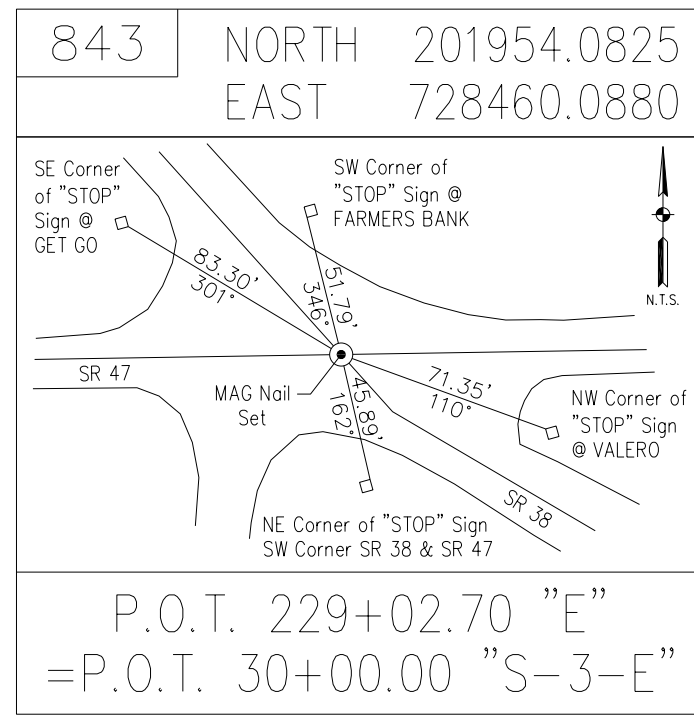 843
NORTH 201954.0825
EAST 728460.0880
SE Corner
of "STOP"
Sign @
GET GO
SW Corner of
"STOP" Sign @
FARMERS BANK
N.T.S.
83.30'
301°
51.79'
346°
SR 47
MAG Nail
Set
45.89'
162°
71.35'
110°
NW Corner of
"STOP" Sign
@ VALERO
SR 38
NE Corner of "STOP" Sign
SW Corner SR 38 & SR 47
P.O.T. 229+02.70 "E"
=P.O.T. 30+00.00 "S-3-E"